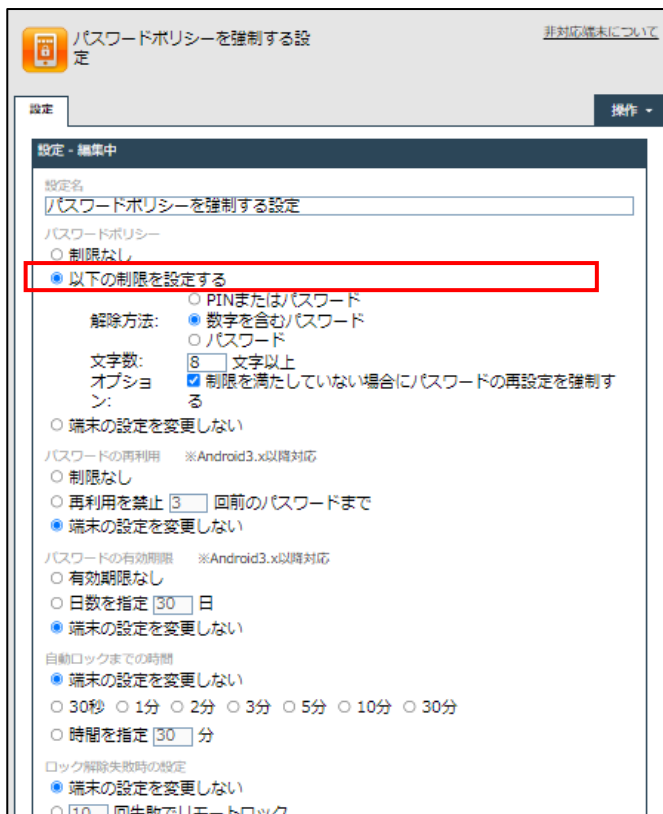 パスワードポリシーを強制する設
定
非対応端末について
設定
操作
設定 - 編集中
設定名
パスワードポリシーを強制する設定
パスワードポリシー
制限なし
以下の制限を設定する
PINまたはパスワード
解除方法: 数字を含むパスワード
パスワード
文字数: 8 文字以上
オプショ 制限を満たしていない場合にパスワードの再設定を強制す
ン: る
端末の設定を変更しない
パスワードの再利用 ※Android3.x以降対応
制限なし
再利用を禁止 3 回前のパスワードまで
端末の設定を変更しない
パスワードの有効期限 ※Android3.x以降対応
有効期限なし
日数を指定 30 日
端末の設定を変更しない
自動ロックまでの時間
端末の設定を変更しない
30秒 1分 2分 3分 5分 10分 30分
時間を指定 30 分
ロック解除失敗時の設定
端末の設定を変更しない
10 回失敗でリモートロック